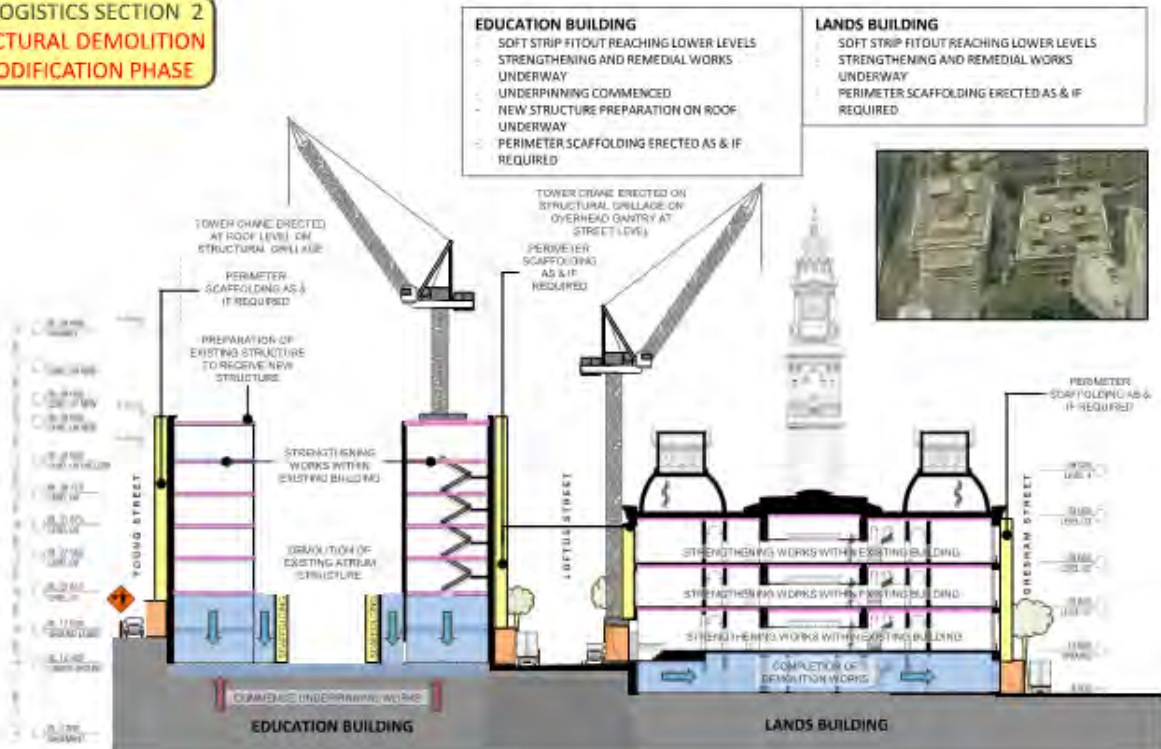 LOGISTICS SECTION 2
CTURAL DEMOLITION
ODIFICATION PHASE
EDUCATION BUILDING
- SOFT STRIP FITOUT REACHING LOWER LEVELS
- STRENGTHENING AND REMEDIAL WORKS
UNDERWAY
- UNDERPINNING COMMENCED
- NEW STRUCTURE PREPARATION ON ROOF
UNDERWAY
- PERIMETER SCAFFOLDING ERECTED AS & IF
REQUIRED
LANDS BUILDING
- SOFT STRIP FITOUT REACHING LOWER LEVELS
- STRENGTHENING AND REMEDIAL WORKS
UNDERWAY
- PERIMETER SCAFFOLDING ERECTED AS & IF
REQUIRED
TOWER CRANE ERECTED
AT ROOF LEVEL ON
STRUCTURAL GRILLAGE
TOWER CRANE ERECTED ON
STRUCTURAL GRILLAGE ON
OVERHEAD GANTRY AT
STREET LEVEL
PERIMETER
SCAFFOLDING
AS & IF
REQUIRED
PERIMETER
SCAFFOLDING AS &
IF REQUIRED
PREPARATION OF
EXISTING STRUCTURE
TO RECEIVE NEW
STRUCTURE
PERIMETER
SCAFFOLDING AS &
IF REQUIRED
STRENGTHENING
WORKS WITHIN
EXISTING BUILDING
YOUNG STREET
DEMOLITION OF
EXISTING ATRIUM
STRUCTURE
LOFTUS STREET
GRESHAM STREET
STRENGTHENING WORKS WITHIN EXISTING BUILDING
STRENGTHENING WORKS WITHIN EXISTING BUILDING
STRENGTHENING WORKS WITHIN EXISTING BUILDING
SCAFFOLDING
SCAFFOLDING
COMPLETION OF
DEMOLITION WORKS
COMMENCE UNDERPINNING WORKS
EDUCATION BUILDING
LANDS BUILDING